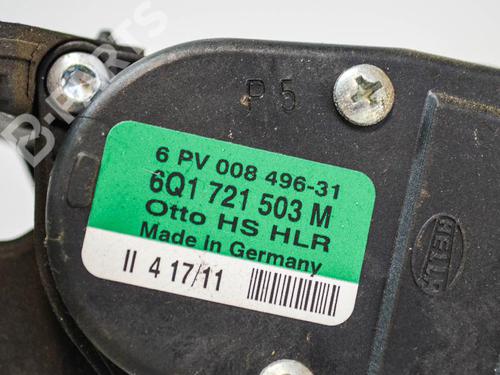 B-PARTS
P 5
6 PV 008 496-31
6Q1 721 503 M
Otto HS HLR
Made in Germany
II 4 17/11
HELLA